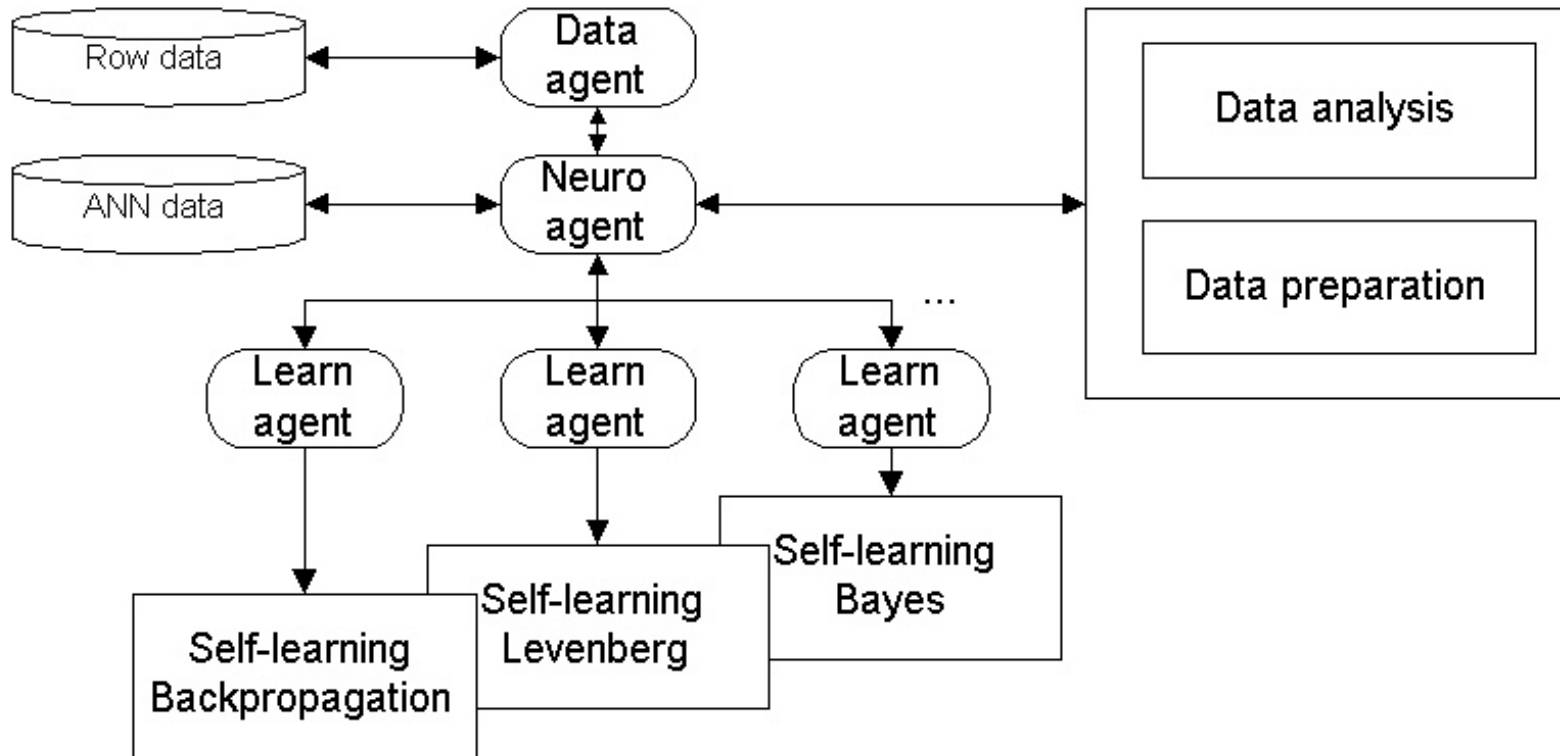 Row data
Data
agent
Data analysis
ANN data
Neuro
agent
Data preparation
...
Learn
agent
Learn
agent
Learn
agent
Self-learning
Backpropagation
Self-learning
Levenberg
Self-learning
Bayes